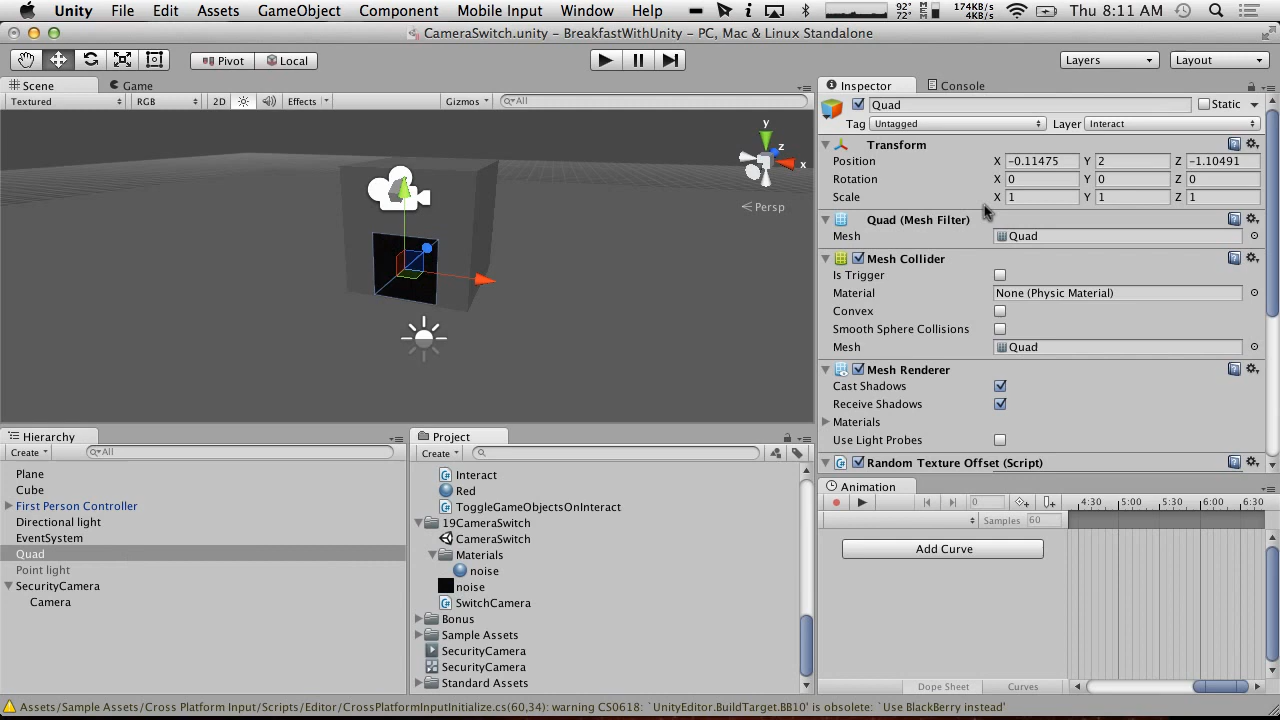 Unity File Edit Assets GameObject Component Mobile Input Window Help 92° 72° MEM 174KB/s 4KB/s Thu 8:11 AM
CameraSwitch.unity – BreakfastWithUnity – PC, Mac & Linux Standalone
Pivot Local Layers Layout
Scene Game
Textured RGB 2D Effects Gizmos All
y
z
x
Persp
Inspector Console
Quad Static
Tag Untagged Layer Interact
Transform
Position X -0.11475 Y 2 Z -1.10491
Rotation X 0 Y 0 Z 0
Scale X 1 Y 1 Z 1
Quad (Mesh Filter)
Mesh Quad
Mesh Collider
Is Trigger
Material None (Physic Material)
Convex
Smooth Sphere Collisions
Mesh Quad
Mesh Renderer
Cast Shadows
Receive Shadows
Materials
Use Light Probes
Random Texture Offset (Script)
Hierarchy
Create All
Plane
Cube
First Person Controller
Directional light
EventSystem
Quad
Point light
SecurityCamera
Camera
Project
Create
Interact
Red
ToggleGameObjectsOnInteract
19CameraSwitch
CameraSwitch
Materials
noise
noise
SwitchCamera
Bonus
Sample Assets
SecurityCamera
SecurityCamera
Standard Assets
Animation
0 4:30 5:00 5:30 6:00 6:30
Samples 60
Add Curve
Dope Sheet Curves
Assets/Sample Assets/Cross Platform Input/Scripts/Editor/CrossPlatformInputInitialize.cs(60,34): warning CS0618: `UnityEditor.BuildTarget.BB10' is obsolete: `Use BlackBerry instead'